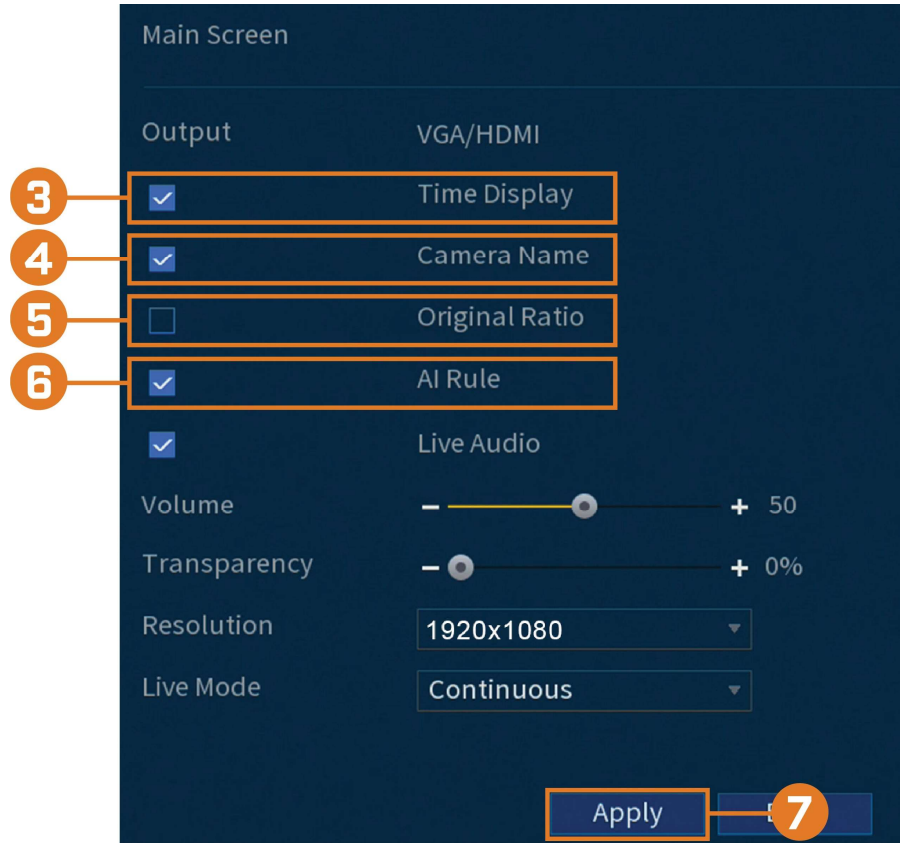 Main Screen
Output VGA/HDMI
3 Time Display
4 Camera Name
5 Original Ratio
6 AI Rule
Live Audio
Volume − + 50
Transparency − + 0%
Resolution 1920x1080
Live Mode Continuous
Apply 7